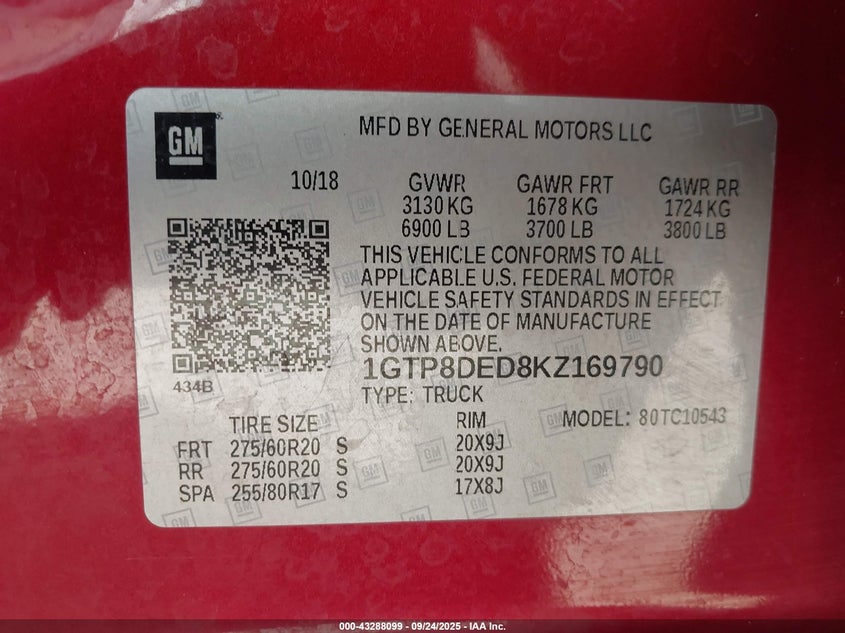 GM
MFD BY GENERAL MOTORS LLC
10/18 GVWR GAWR FRT GAWR RR
3130 KG 1678 KG 1724 KG
6900 LB 3700 LB 3800 LB
THIS VEHICLE CONFORMS TO ALL
APPLICABLE U.S. FEDERAL MOTOR
VEHICLE SAFETY STANDARDS IN EFFECT
ON THE DATE OF MANUFACTURE
SHOWN ABOVE.
434B
1GTP8DED8KZ169790
TYPE: TRUCK
TIRE SIZE RIM MODEL: 80TC10543
FRT 275/60R20 S 20X9J
RR 275/60R20 S 20X9J
SPA 255/80R17 S 17X8J
000-43288099 - 09/24/2025 - IAA Inc.